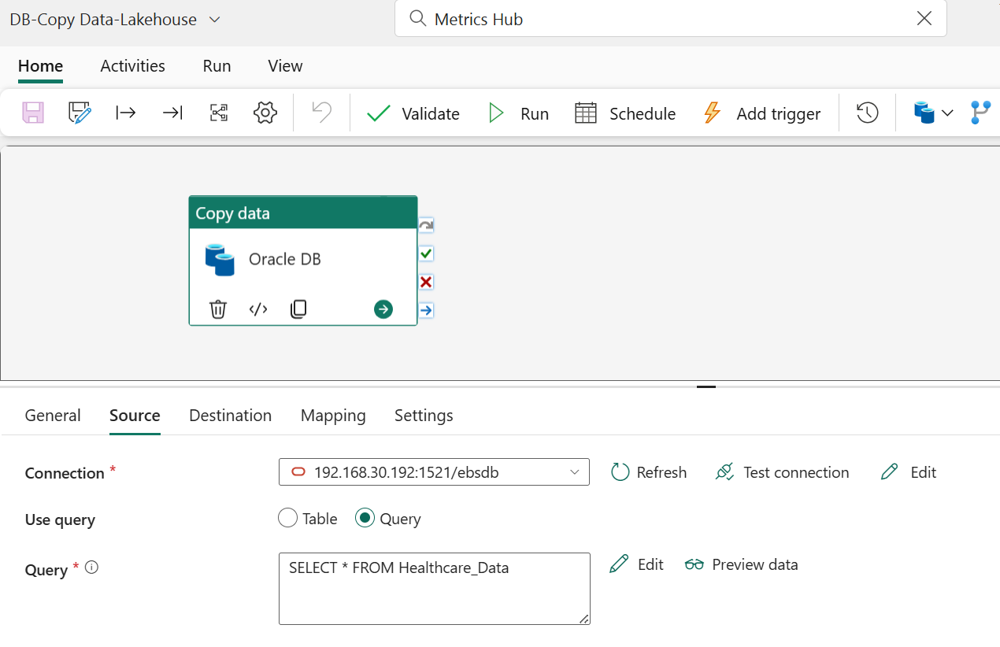 DB-Copy Data-Lakehouse
Metrics Hub
Home Activities Run View
Validate Run Schedule Add trigger
Copy data
Oracle DB
General Source Destination Mapping Settings
Connection * 192.168.30.192:1521/ebsdb Refresh Test connection Edit
Use query Table Query
Query * SELECT * FROM Healthcare_Data Edit Preview data